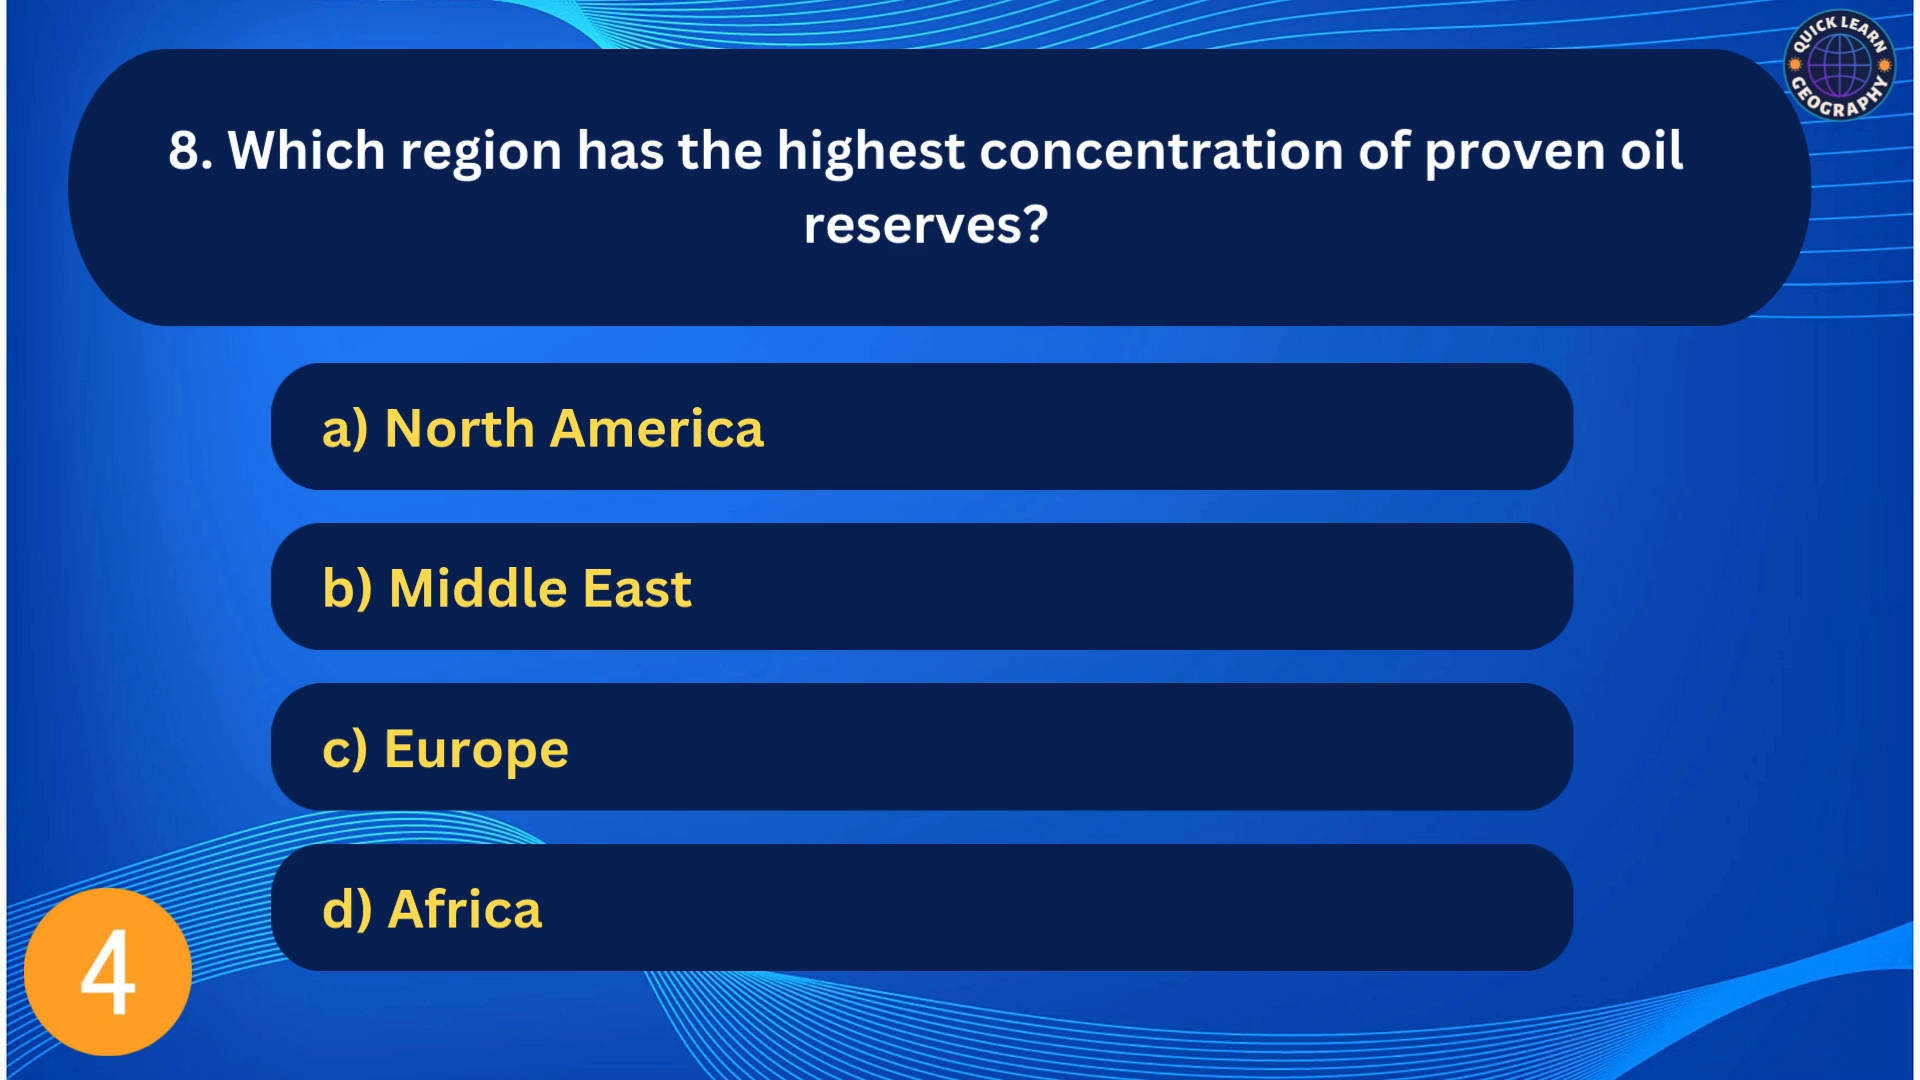 QUICK LEARN
GEOGRAPHY
8. Which region has the highest concentration of proven oil
reserves?
a) North America
b) Middle East
c) Europe
d) Africa
4